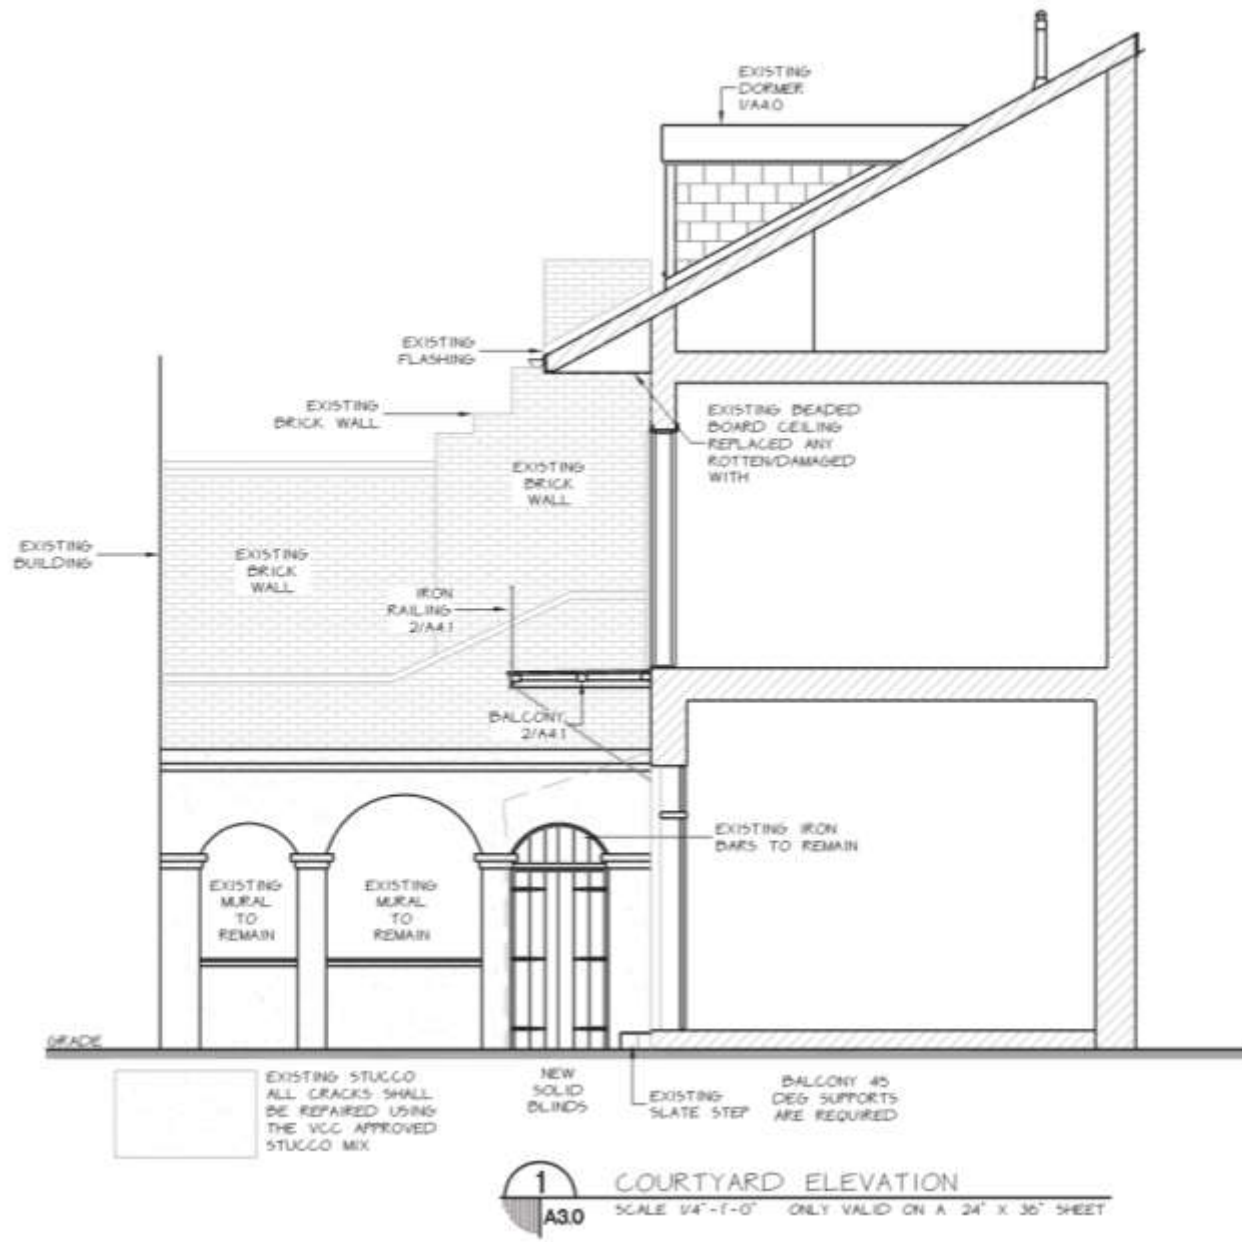 EXISTING
DORMER
1/A4.0
EXISTING
FLASHING
EXISTING
BRICK WALL
EXISTING BEADED
BOARD CEILING
REPLACED ANY
ROTTEN/DAMAGED
WITH
EXISTING
BRICK
WALL
EXISTING
BUILDING
EXISTING
BRICK
WALL
IRON
RAILING
2/A4.1
BALCONY
2/A4.1
EXISTING IRON
BARS TO REMAIN
EXISTING
MURAL
TO
REMAIN
EXISTING
MURAL
TO
REMAIN
GRADE
EXISTING STUCCO
ALL CRACKS SHALL
BE REPAIRED USING
THE VCC APPROVED
STUCCO MIX
NEW
SOLID
BLINDS
EXISTING
SLATE STEP
BALCONY 45
DEG SUPPORTS
ARE REQUIRED
1
A3.0
COURTYARD ELEVATION
SCALE 1/4"-1'-0" ONLY VALID ON A 24" X 36" SHEET